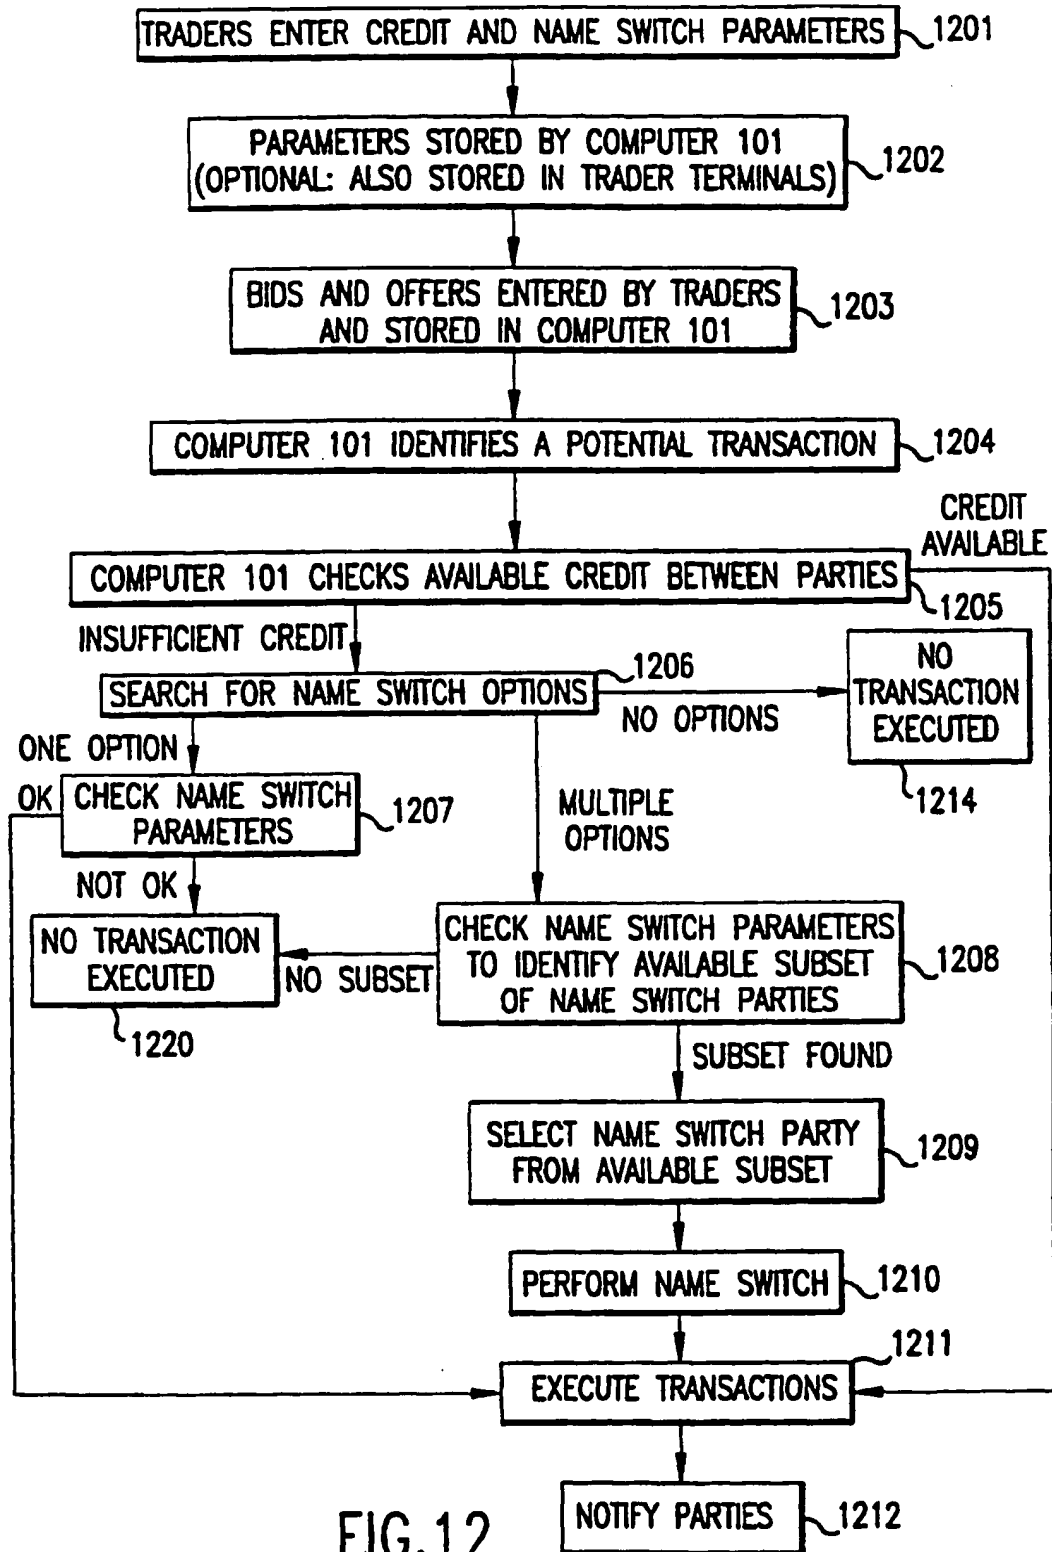 TRADERS ENTER CREDIT AND NAME SWITCH PARAMETERS
1201
PARAMETERS STORED BY COMPUTER 101
(OPTIONAL: ALSO STORED IN TRADER TERMINALS)
1202
BIDS AND OFFERS ENTERED BY TRADERS
AND STORED IN COMPUTER 101
1203
COMPUTER 101 IDENTIFIES A POTENTIAL TRANSACTION
1204
CREDIT
AVAILABLE
COMPUTER 101 CHECKS AVAILABLE CREDIT BETWEEN PARTIES
1205
INSUFFICIENT CREDIT
1206
SEARCH FOR NAME SWITCH OPTIONS
NO OPTIONS
NO
TRANSACTION
EXECUTED
1214
ONE OPTION
OK
CHECK NAME SWITCH
PARAMETERS
1207
MULTIPLE
OPTIONS
NOT OK
NO TRANSACTION
EXECUTED
1220
NO SUBSET
CHECK NAME SWITCH PARAMETERS
TO IDENTIFY AVAILABLE SUBSET
OF NAME SWITCH PARTIES
1208
SUBSET FOUND
SELECT NAME SWITCH PARTY
FROM AVAILABLE SUBSET
1209
PERFORM NAME SWITCH
1210
1211
EXECUTE TRANSACTIONS
NOTIFY PARTIES
1212
FIG.12